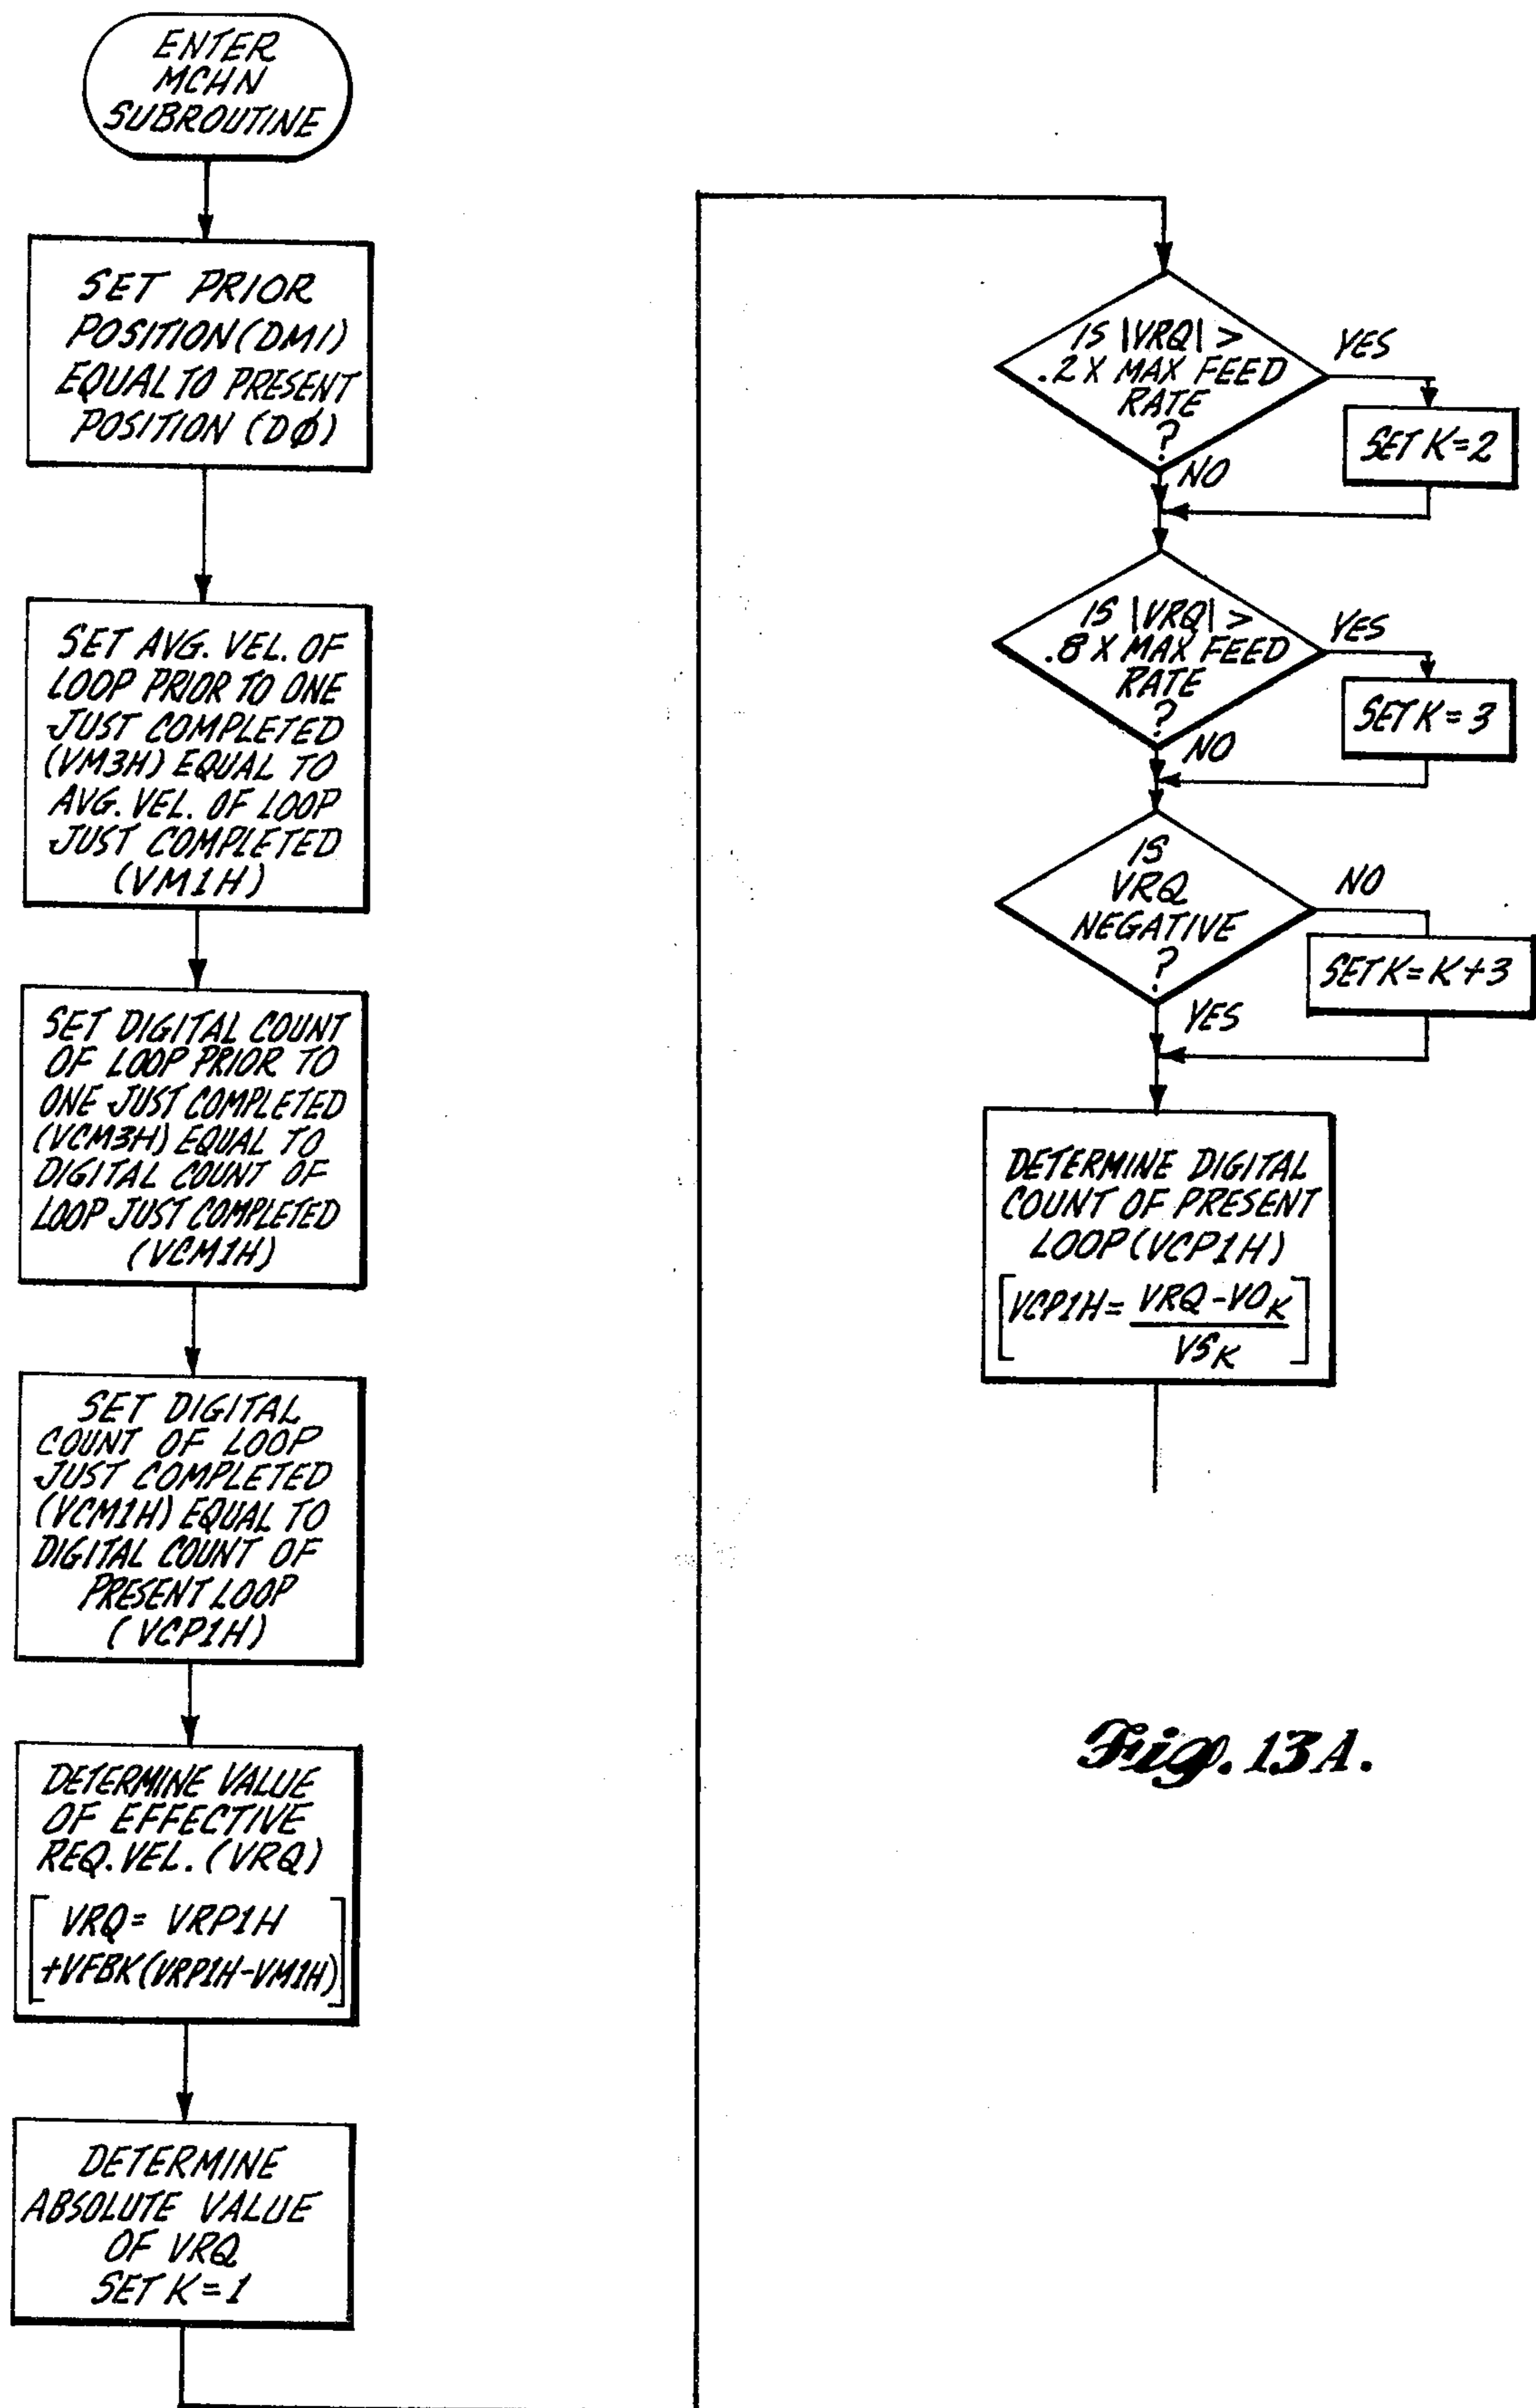 ENTER
MCHN
SUBROUTINE
SET PRIOR
POSITION (DM1)
EQUAL TO PRESENT
POSITION (DØ)
SET AVG. VEL. OF
LOOP PRIOR TO ONE
JUST COMPLETED
(VM3H) EQUAL TO
AVG. VEL. OF LOOP
JUST COMPLETED
(VM1H)
SET DIGITAL COUNT
OF LOOP PRIOR TO
ONE JUST COMPLETED
(VCM3H) EQUAL TO
DIGITAL COUNT OF
LOOP JUST COMPLETED
(VCM1H)
SET DIGITAL
COUNT OF LOOP
JUST COMPLETED
(VCM1H) EQUAL TO
DIGITAL COUNT OF
PRESENT LOOP
(VCP1H)
DETERMINE VALUE
OF EFFECTIVE
REQ. VEL. (VRQ)
[VRQ = VRP1H
+VFBK(VRP1H-VM1H)]
DETERMINE
ABSOLUTE VALUE
OF VRQ
SET K=1
IS |VRQ| >
.2 X MAX FEED
RATE
?
YES
SET K=2
NO
IS |VRQ| >
.8 X MAX FEED
RATE
?
YES
SET K=3
NO
IS
VRQ
NEGATIVE
?
NO
SET K=K+3
YES
DETERMINE DIGITAL
COUNT OF PRESENT
LOOP (VCP1H)
[VCP1H = VRQ - VO_K
VS_K]
Fig. 13A.